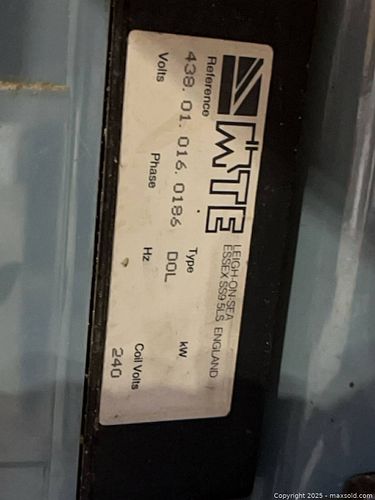 MTE
LEIGH-ON-SEA
ESSEX SS9 5LS ENGLAND
Reference Type kW
438.01.016.0186 DOL
Volts Phase Hz Coil Volts
240
Copyright © 2025 - maxsold.com